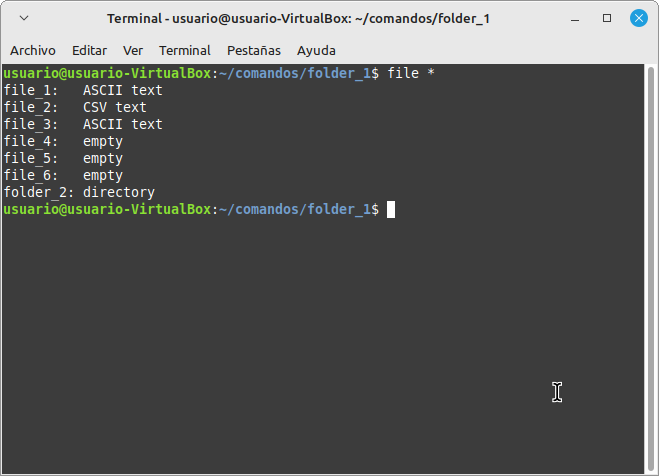 Terminal - usuario@usuario-VirtualBox: ~/comandos/folder_1
Archivo Editar Ver Terminal Pestañas Ayuda
usuario@usuario-VirtualBox:~/comandos/folder_1$ file *
file_1:   ASCII text
file_2:   CSV text
file_3:   ASCII text
file_4:   empty
file_5:   empty
file_6:   empty
folder_2: directory
usuario@usuario-VirtualBox:~/comandos/folder_1$